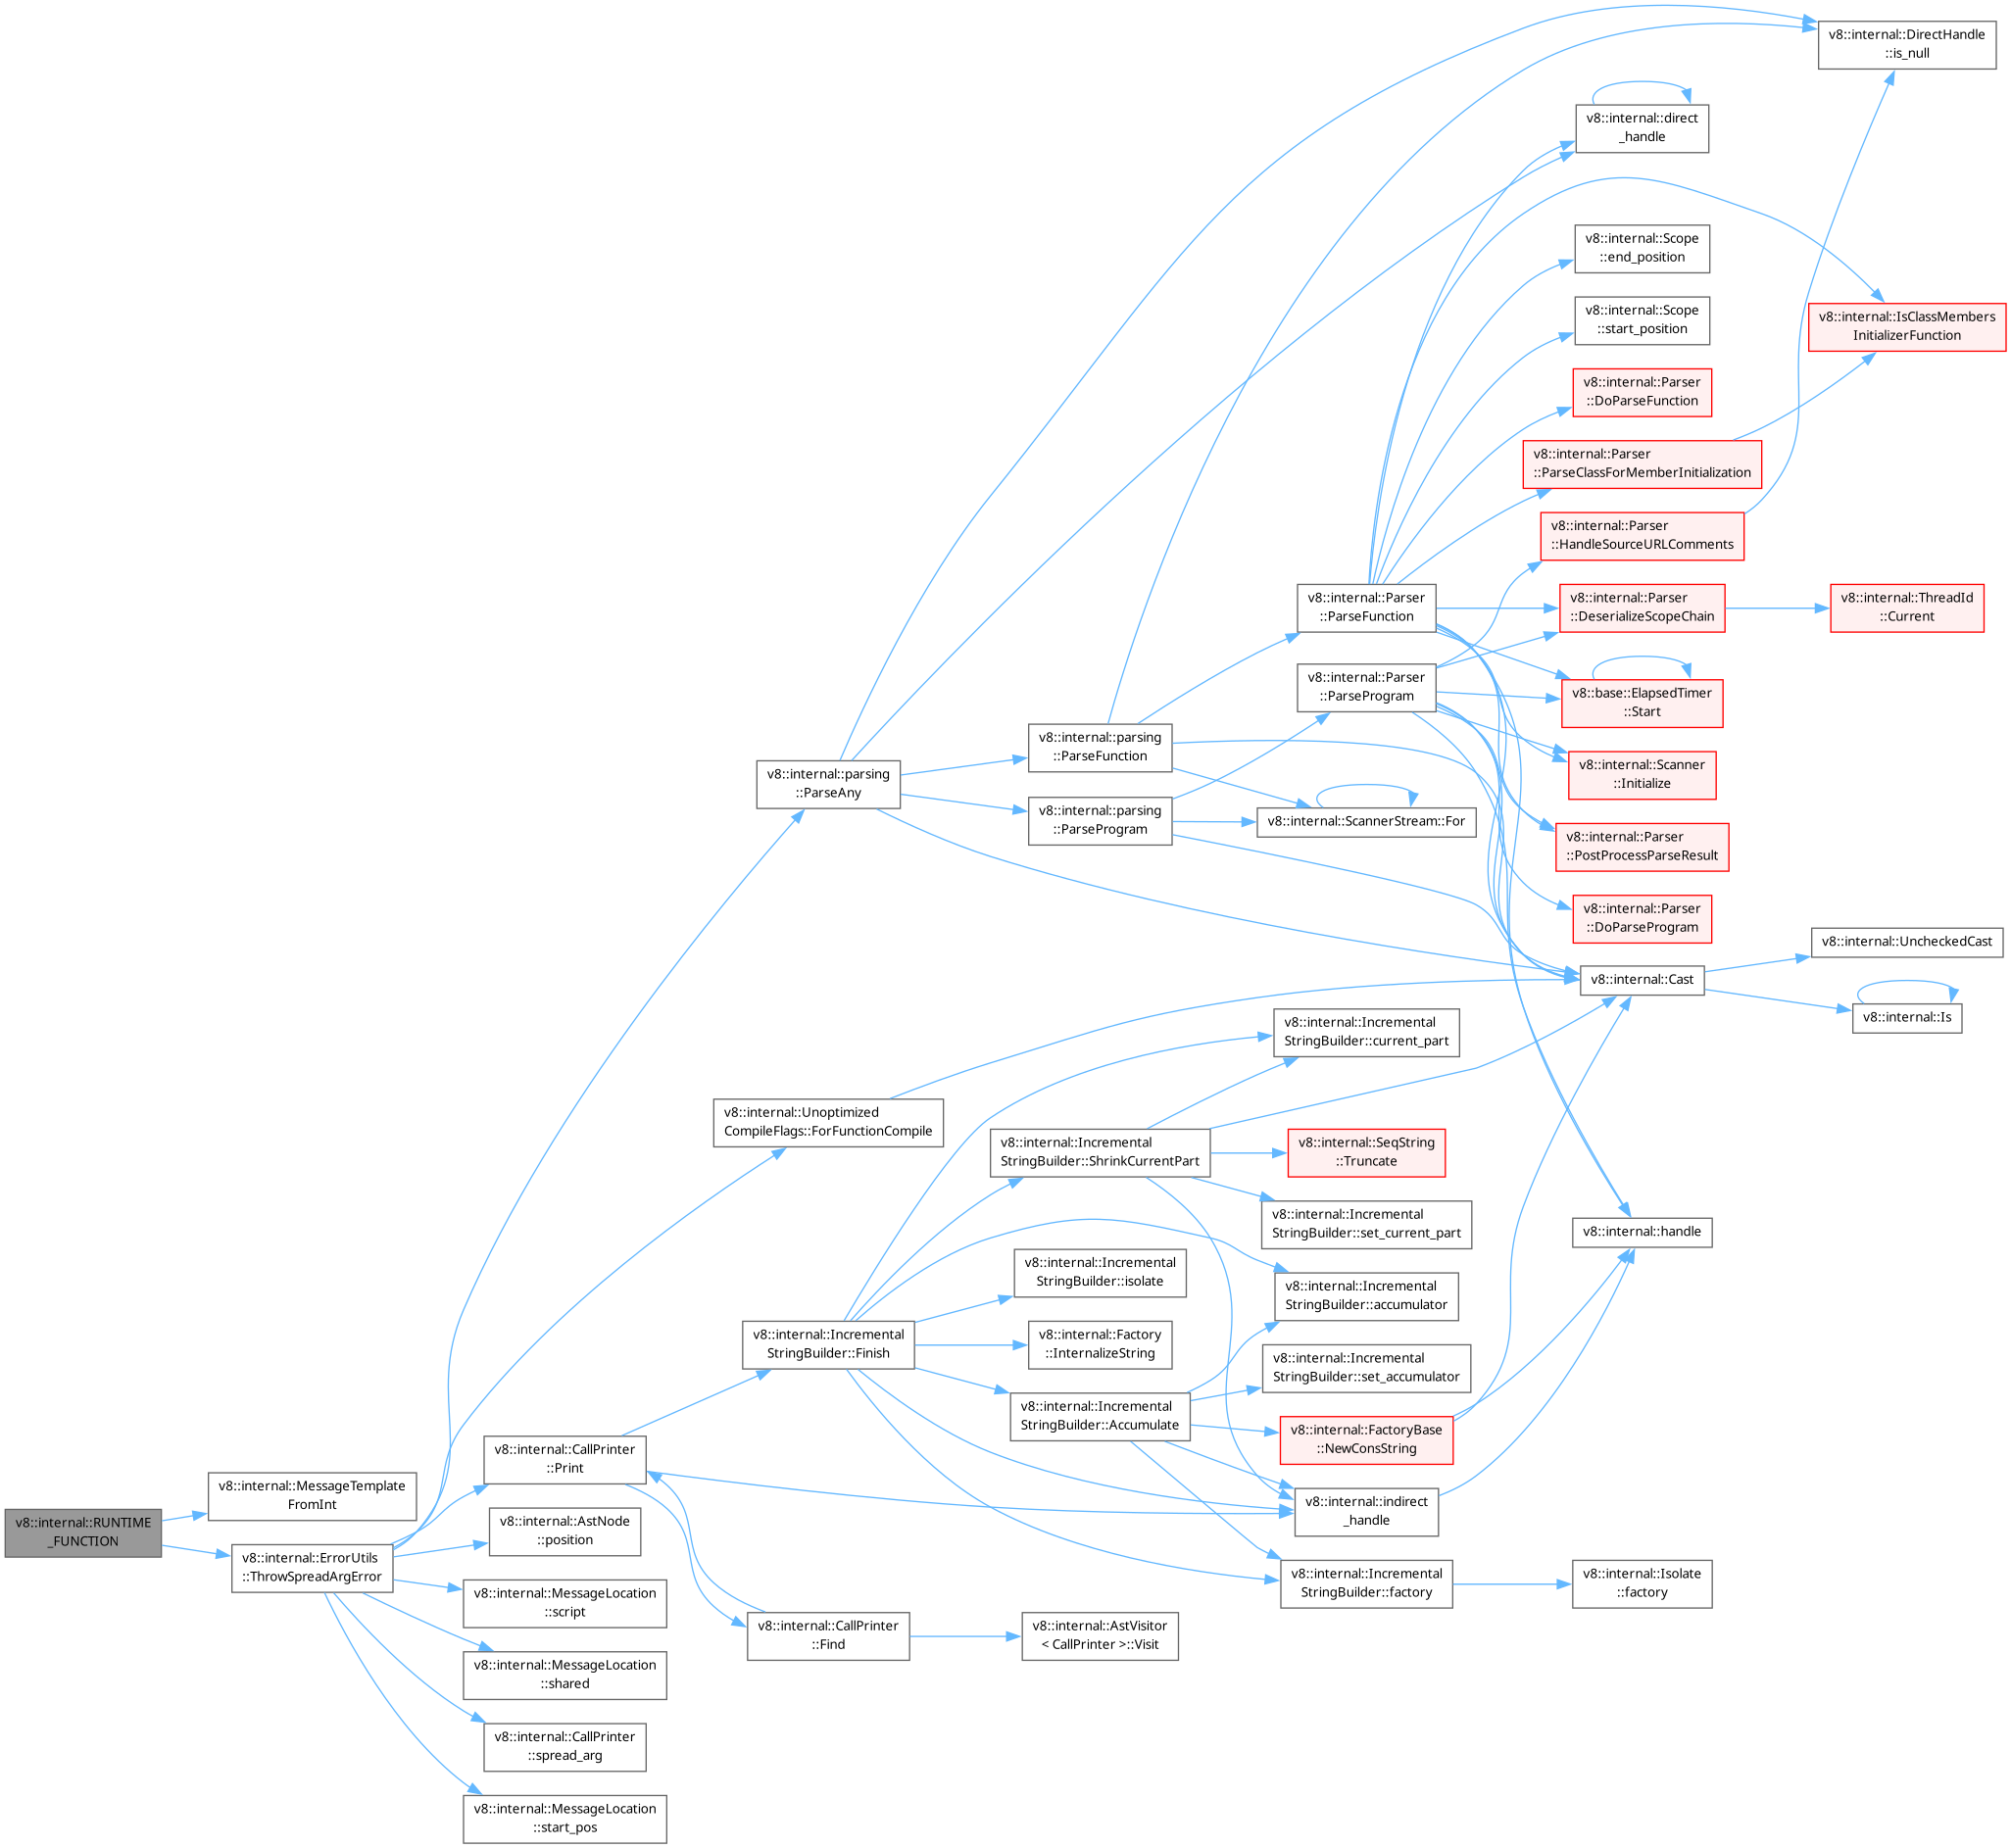 v8::internal::DirectHandle
::is_null
v8::internal::direct
_handle
v8::internal::Scope
::end_position
v8::internal::Scope
::start_position
v8::internal::IsClassMembers
InitializerFunction
v8::internal::Parser
::DoParseFunction
v8::internal::Parser
::ParseClassForMemberInitialization
v8::internal::Parser
::HandleSourceURLComments
v8::internal::Parser
::ParseFunction
v8::internal::Parser
::DeserializeScopeChain
v8::internal::ThreadId
::Current
v8::internal::Parser
::ParseProgram
v8::base::ElapsedTimer
::Start
v8::internal::parsing
::ParseFunction
v8::internal::parsing
::ParseAny
v8::internal::Scanner
::Initialize
v8::internal::parsing
::ParseProgram
v8::internal::ScannerStream::For
v8::internal::Parser
::PostProcessParseResult
v8::internal::Parser
::DoParseProgram
v8::internal::UncheckedCast
v8::internal::Cast
v8::internal::Is
v8::internal::Incremental
StringBuilder::current_part
v8::internal::Unoptimized
CompileFlags::ForFunctionCompile
v8::internal::Incremental
StringBuilder::ShrinkCurrentPart
v8::internal::SeqString
::Truncate
v8::internal::Incremental
StringBuilder::set_current_part
v8::internal::handle
v8::internal::Incremental
StringBuilder::isolate
v8::internal::Incremental
StringBuilder::accumulator
v8::internal::Incremental
StringBuilder::Finish
v8::internal::Factory
::InternalizeString
v8::internal::Incremental
StringBuilder::set_accumulator
v8::internal::Incremental
StringBuilder::Accumulate
v8::internal::FactoryBase
::NewConsString
v8::internal::CallPrinter
::Print
v8::internal::MessageTemplate
FromInt
v8::internal::indirect
_handle
v8::internal::RUNTIME
_FUNCTION
v8::internal::AstNode
::position
v8::internal::ErrorUtils
::ThrowSpreadArgError
v8::internal::Incremental
StringBuilder::factory
v8::internal::Isolate
::factory
v8::internal::MessageLocation
::script
v8::internal::CallPrinter
::Find
v8::internal::AstVisitor
< CallPrinter >::Visit
v8::internal::MessageLocation
::shared
v8::internal::CallPrinter
::spread_arg
v8::internal::MessageLocation
::start_pos